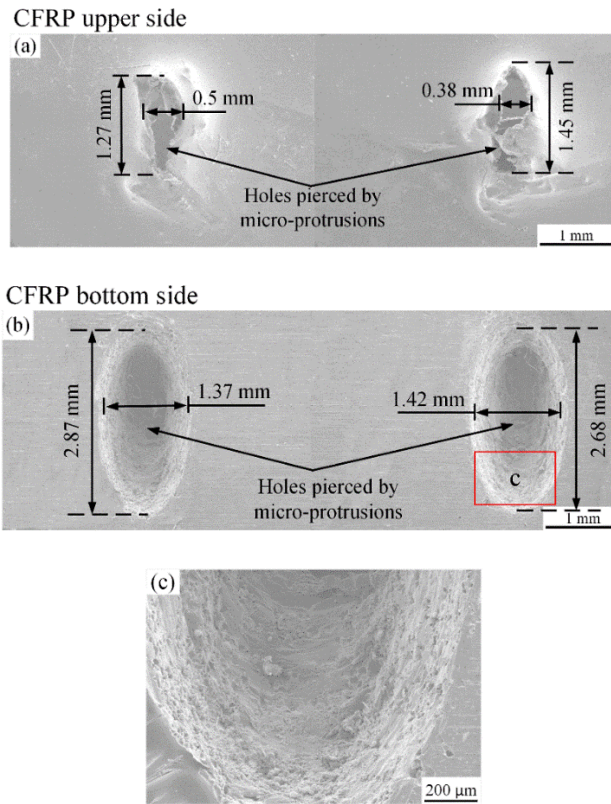 CFRP upper side
(a)
1.27 mm
0.5 mm
0.38 mm
1.45 mm
Holes pierced by
micro-protrusions
1 mm
CFRP bottom side
(b)
2.87 mm
1.37 mm
1.42 mm
2.68 mm
c
Holes pierced by
micro-protrusions
1 mm
(c)
200 μm